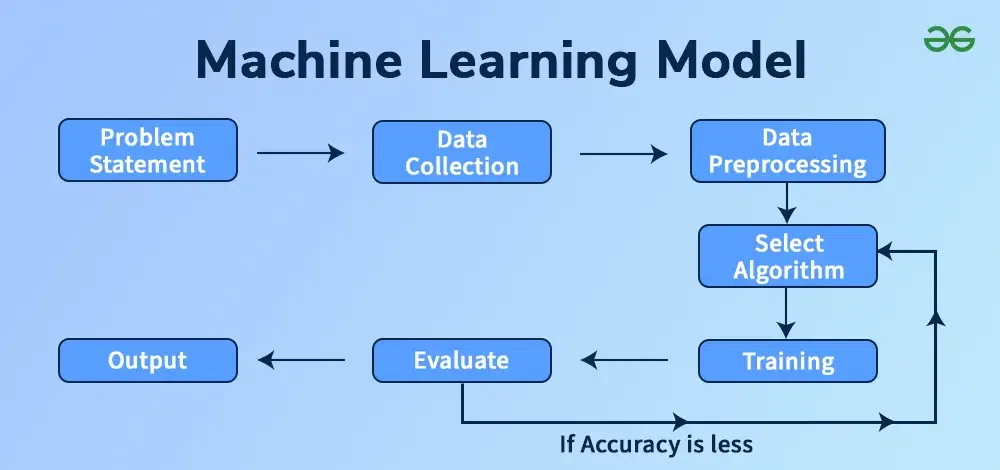 Machine Learning Model
Problem
Statement
Data
Collection
Data
Preprocessing
Select
Algorithm
Output
Evaluate
Training
If Accuracy is less